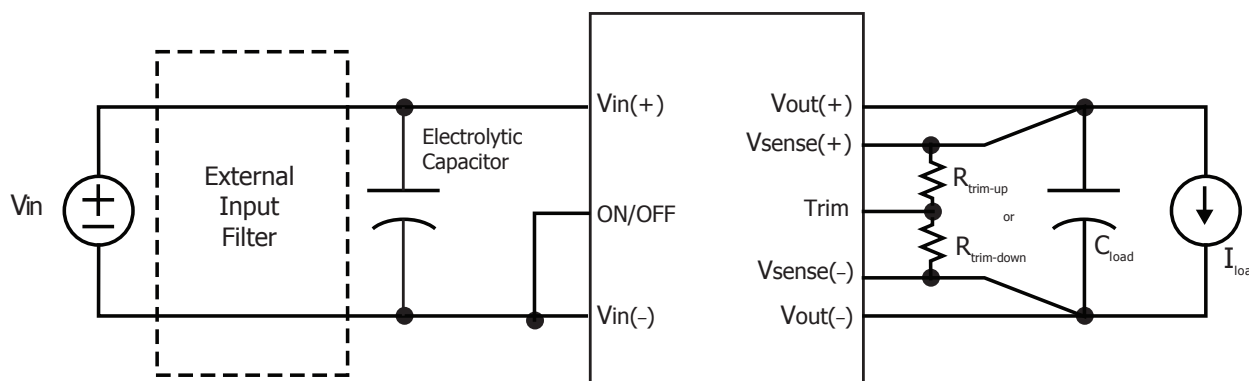 Vin
External
Input
Filter
Electrolytic
Capacitor
Vin(+)
ON/OFF
Vin(–)
Vout(+)
Vsense(+)
Trim
Vsense(–)
Vout(–)
Rtrim-up
or
Rtrim-down
Cload
Iloa